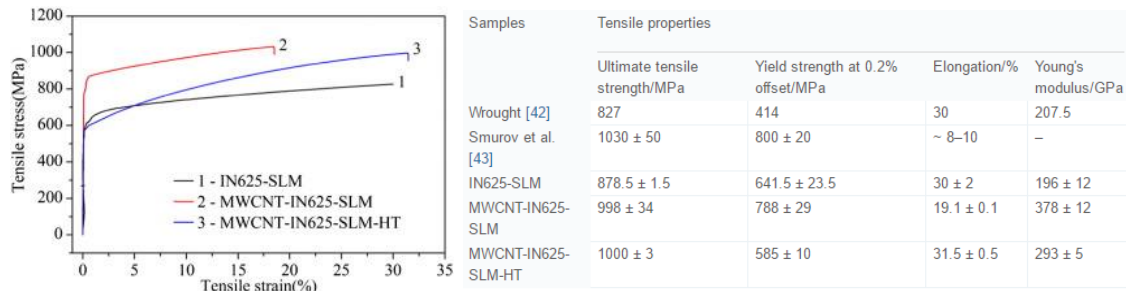 1200
1000
800
600
400
200
0
Tensile stress(MPa)
2
3
1
1 - IN625-SLM
2 - MWCNT-IN625-SLM
3 - MWCNT-IN625-SLM-HT
0 5 10 15 20 25 30 35
Tensile strain(%)
Samples Tensile properties
Ultimate tensile Yield strength at 0.2% Elongation/% Young's
strength/MPa offset/MPa) modulus/GPa
Wrought [42] 827 414 30 207.5
Smurov et al. 1030 ± 50 800 ± 20 ~ 8–10 –
[43]
IN625-SLM 878.5 ± 1.5 641.5 ± 23.5 30 ± 2 196 ± 12
MWCNT-IN625- 998 ± 34 788 ± 29 19.1 ± 0.1 378 ± 12
SLM
MWCNT-IN625- 1000 ± 3 585 ± 10 31.5 ± 0.5 293 ± 5
SLM-HT